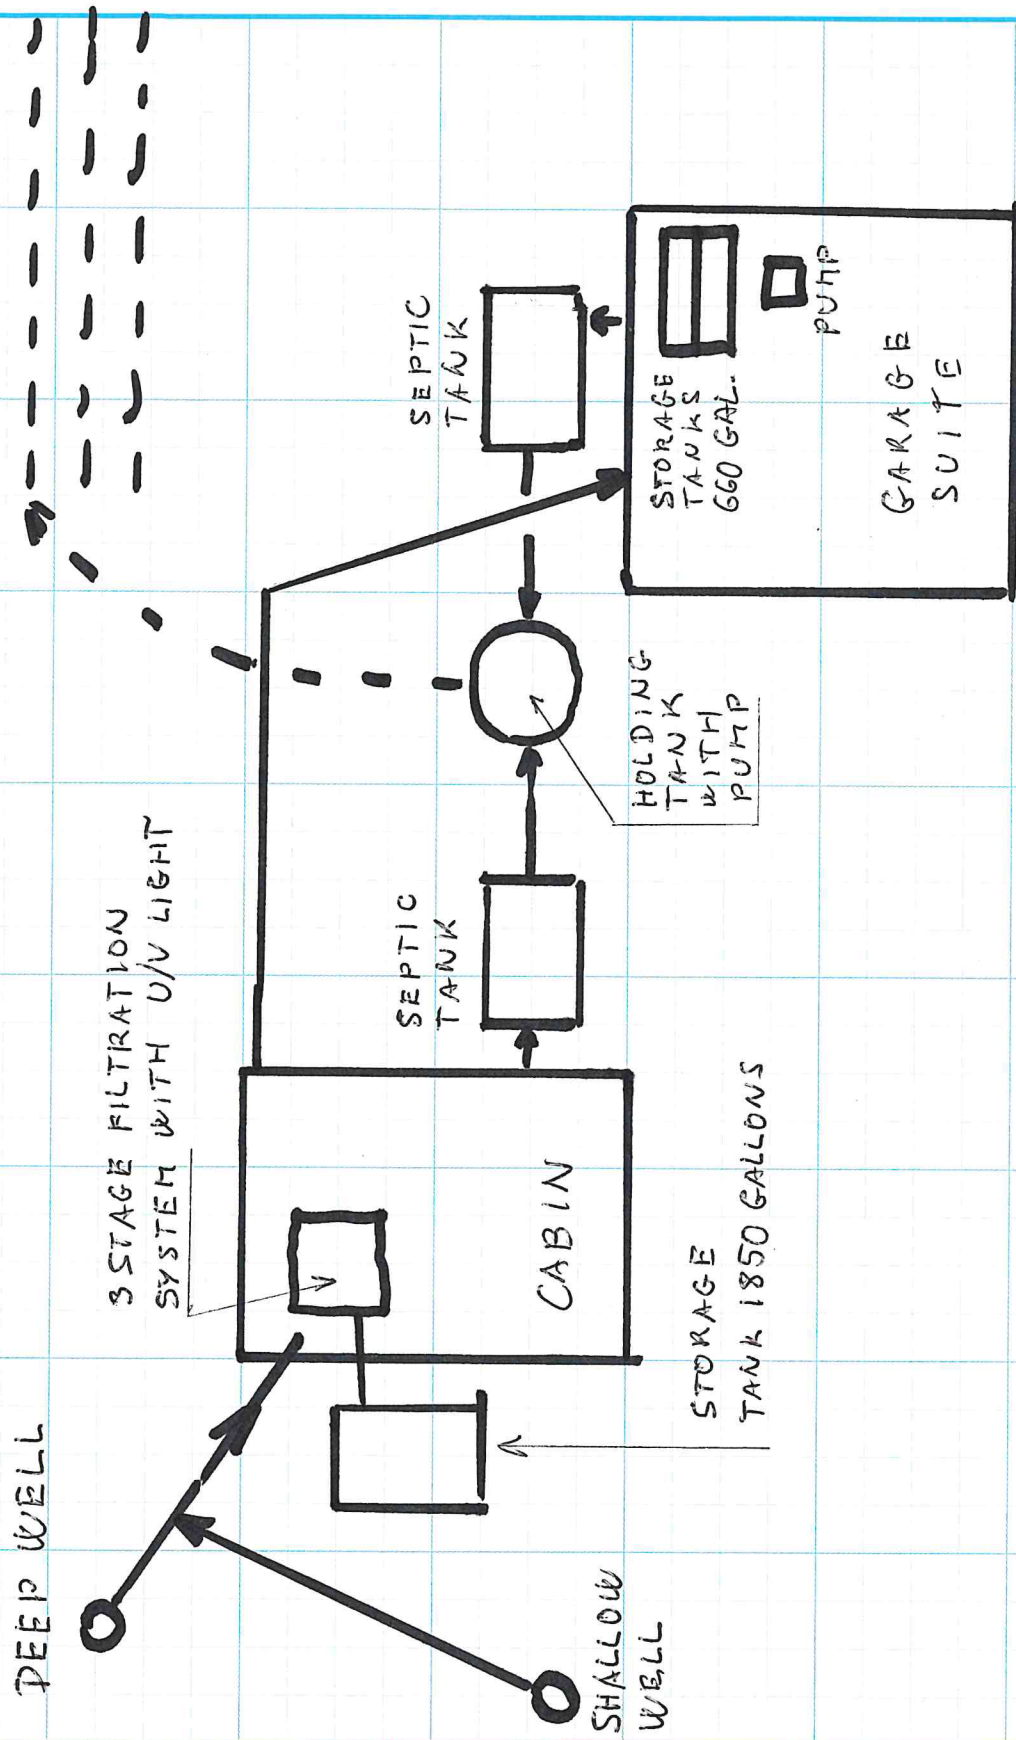 DEEP WELL
3 STAGE FILTRATION
SYSTEM WITH U/V LIGHT
SHALLOW
WELL
STORAGE
TANK 1850 GALLONS
CABIN
SEPTIC
TANK
HOLDING
TANK
WITH
PUMP
SEPTIC
TANK
STORAGE
TANKS
660 GAL.
PUMP
GARAGE
SUITE